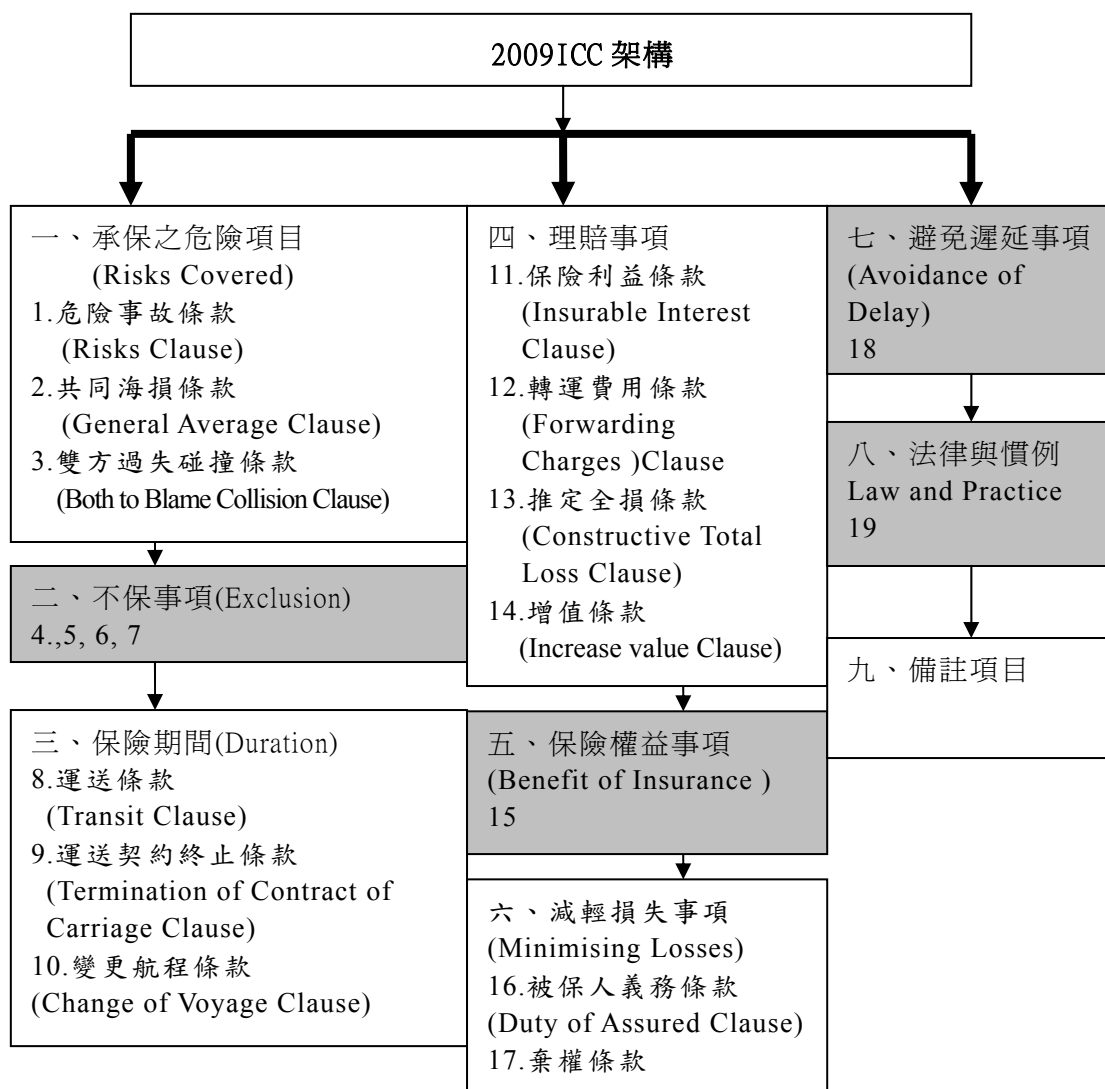 2009ICC 架構
一、承保之危險項目
(Risks Covered)
1.危險事故條款
(Risks Clause)
2.共同海損條款
(General Average Clause)
3.雙方過失碰撞條款
(Both to Blame Collision Clause)
二、不保事項(Exclusion)
4.,5, 6, 7
三、保險期間(Duration)
8.運送條款
(Transit Clause)
9.運送契約終止條款
(Termination of Contract of
Carriage Clause)
10.變更航程條款
(Change of Voyage Clause)
四、理賠事項
11.保險利益條款
(Insurable Interest
Clause)
12.轉運費用條款
(Forwarding
Charges )Clause
13.推定全損條款
(Constructive Total
Loss Clause)
14.增值條款
(Increase value Clause)
五、保險權益事項
(Benefit of Insurance )
15
六、減輕損失事項
(Minimising Losses)
16.被保人義務條款
(Duty of Assured Clause)
17.棄權條款
七、避免遲延事項
(Avoidance of
Delay)
18
八、法律與慣例
Law and Practice
19
九、備註項目